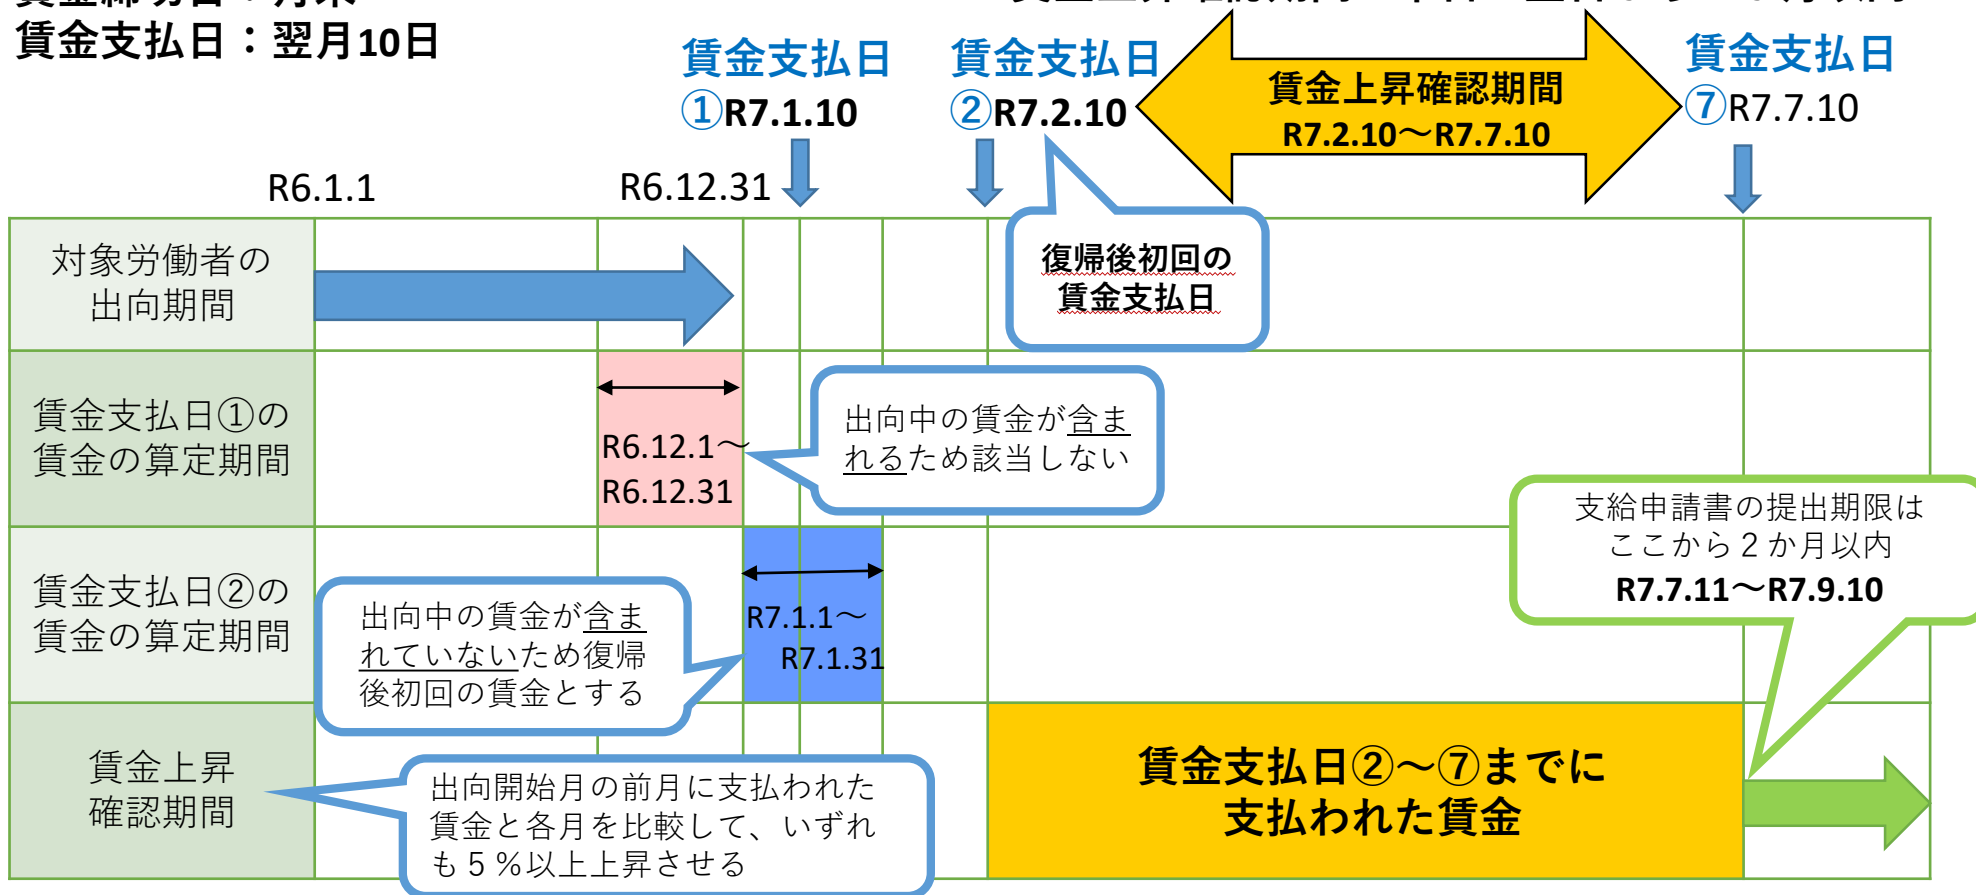 賃金支払日：翌月10日
賃金支払日
①R7.1.10
賃金支払日
②R7.2.10
賃金上昇確認期間
R7.2.10～R7.7.10
賃金支払日
⑦R7.7.10
R6.1.1
R6.12.31
対象労働者の
出向期間
復帰後初回の
賃金支払日
賃金支払日①の
賃金の算定期間
R6.12.1～
R6.12.31
出向中の賃金が含ま
れるため該当しない
支給申請書の提出期限は
ここから２か月以内
R7.7.11～R7.9.10
賃金支払日②の
賃金の算定期間
出向中の賃金が含ま
れていないため復帰
後初回の賃金とする
R7.1.1～
R7.1.31
賃金上昇
確認期間
出向開始月の前月に支払われた
賃金と各月を比較して、いずれ
も５％以上上昇させる
賃金支払日②～⑦までに
支払われた賃金